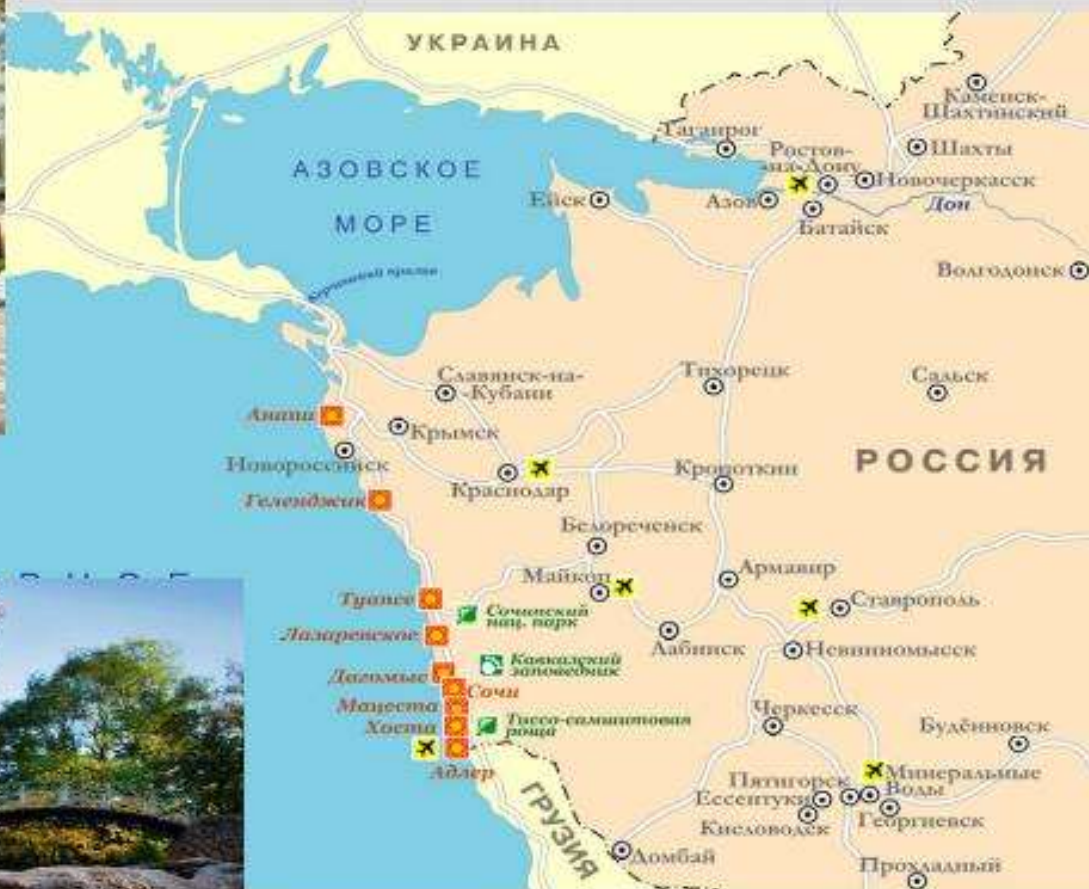 УКРАИНА
Каменск-
Шахтинский
Таганрог
Ростов-
-на-Дону
Шахты
АЗОВСКОЕ
МОРЕ
Ейск
Азов
Новочеркасск
Дон
Батайск
Волгодонск
Керченский пролив
Славянск-на-
-Кубани
Тихорецк
Сальск
Анапа
Крымск
Новороссийск
Краснодар
Кропоткин
РОССИЯ
Геленджик
Белореченск
Майкоп
Армавир
Туапсе
Сочинский
нац. парк
Ставрополь
Лазаревское
Лабинск
Невинномысск
Кавказский
заповедник
Дагомыс
Сочи
Мацеста
Хоста
Тиссо-самшитовая
роща
Черкесск
Будённовск
Адлер
ГРУЗИЯ
Пятигорск
Минеральные
Воды
Ессентуки
Кисловодск
Георгиевск
Домбай
Прохладный